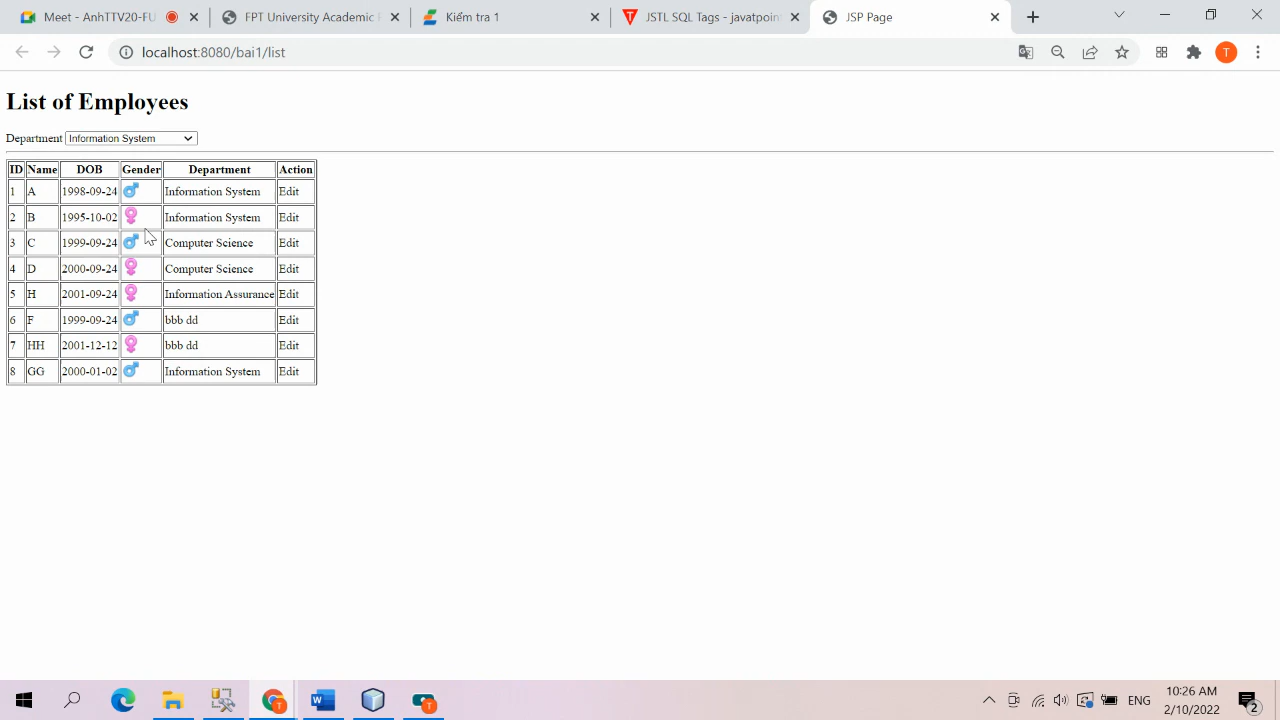 Meet - AnhTTV20-FU
FPT University Academic
Kiểm tra 1
JSTL SQL Tags - javatpoin
JSP Page
localhost:8080/bai1/list
T
List of Employees
Department Information System
ID Name DOB Gender Department Action
1 A 1998-09-24 Information System Edit
2 B 1995-10-02 Information System Edit
3 C 1999-09-24 Computer Science Edit
4 D 2000-09-24 Computer Science Edit
5 H 2001-09-24 Information Assurance Edit
6 F 1999-09-24 bbb dd Edit
7 HH 2001-12-12 bbb dd Edit
8 GG 2000-01-02 Information System Edit
ENG
10:26 AM
2/10/2022
2